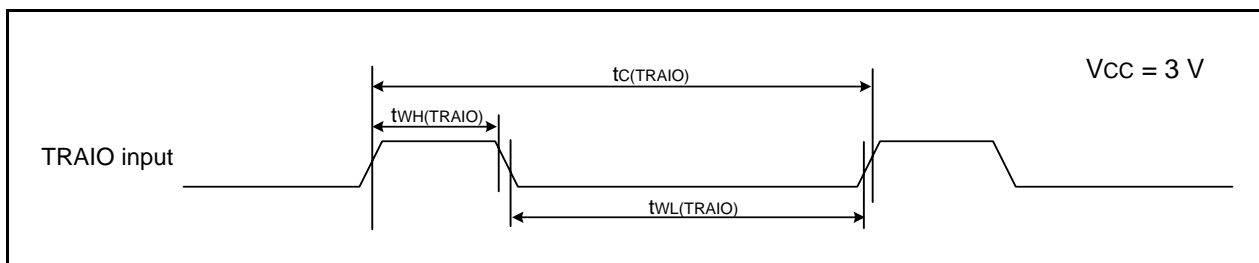 tC(TRAIO)
VCC = 3 V
tWH(TRAIO)
TRAIO input
tWL(TRAIO)